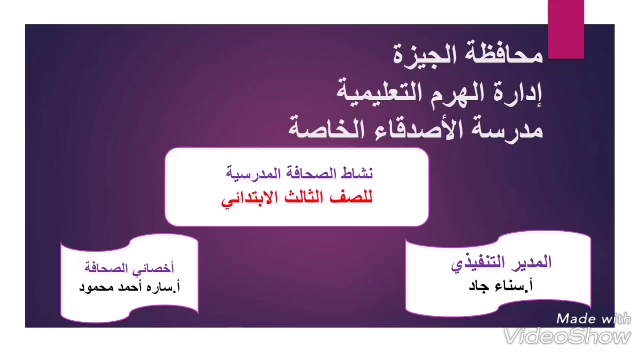 محافظة الجيزة
إدارة الهرم التعليمية
مدرسة الأصدقاء الخاصة
نشاط الصحافة المدرسية
للصف الثالث الابتدائي
المدير التنفيذي
أ.سناء جاد
أخصائي الصحافة
أ.ساره أحمد محمود
Made with
VideoShow